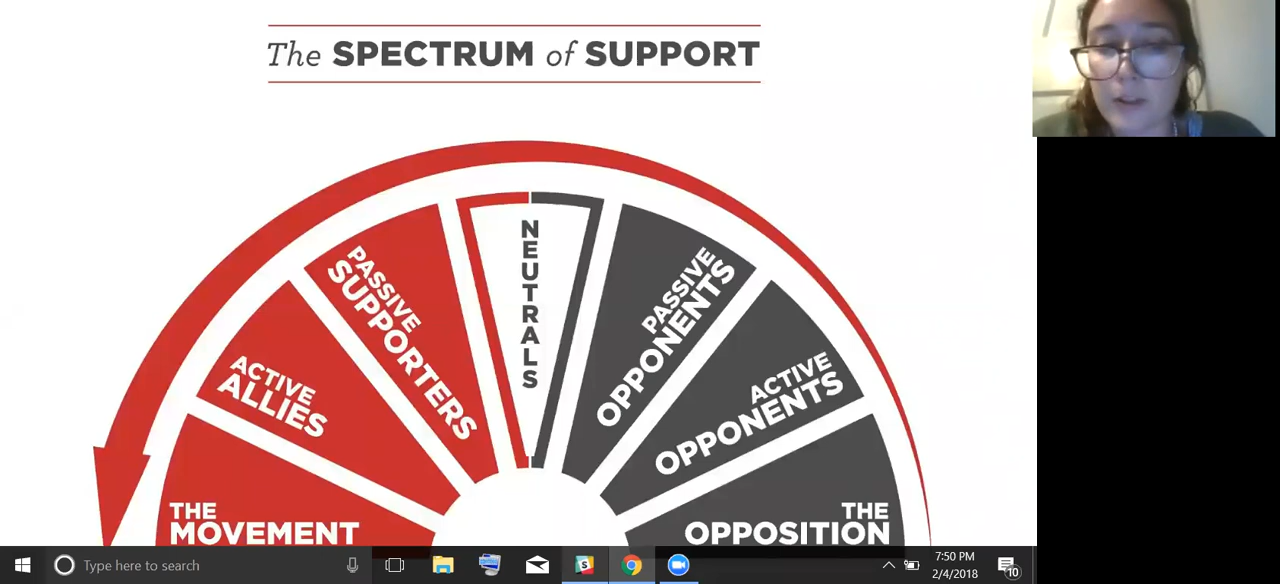 The SPECTRUM of SUPPORT
NEUTRALS
PASSIVE
SUPPORTERS
PASSIVE
OPPONENTS
ACTIVE
ALLIES
ACTIVE
OPPONENTS
THE
MOVEMENT
THE
OPPOSITION
Type here to search
S
7:50 PM
2/4/2018
10